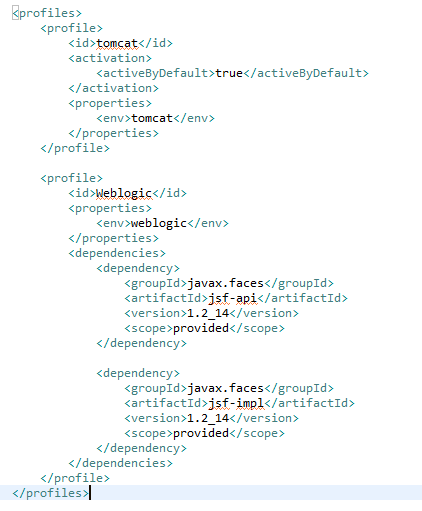 <profiles>
    <profile>
        <id>tomcat</id>
        <activation>
            <activeByDefault>true</activeByDefault>
        </activation>
        <properties>
            <env>tomcat</env>
        </properties>
    </profile>

    <profile>
        <id>Weblogic</id>
        <properties>
            <env>weblogic</env>
        </properties>
        <dependencies>
            <dependency>
                <groupId>javax.faces</groupId>
                <artifactId>jsf-api</artifactId>
                <version>1.2_14</version>
                <scope>provided</scope>
            </dependency>

            <dependency>
                <groupId>javax.faces</groupId>
                <artifactId>jsf-impl</artifactId>
                <version>1.2_14</version>
                <scope>provided</scope>
            </dependency>
        </dependencies>
    </profile>
</profiles>